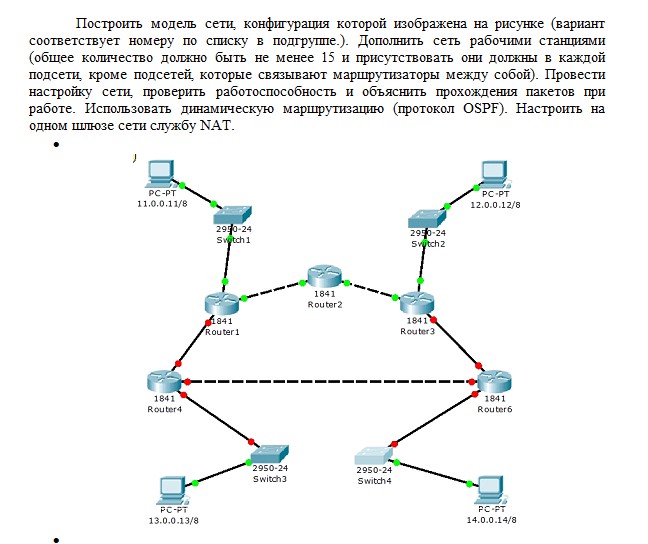 Построить модель сети, конфигурация которой изображена на рисунке (вариант
соответствует номеру по списку в подгруппе.). Дополнить сеть рабочими станциями
(общее количество должно быть не менее 15 и присутствовать они должны в каждой
подсети, кроме подсетей, которые связывают маршрутизаторы между собой). Провести
настройку сети, проверить работоспособность и объяснить прохождения пакетов при
работе. Использовать динамическую маршрутизацию (протокол OSPF). Настроить на
одном шлюзе сети службу NAT.
)
PC-PT
11.0.0.11/8
PC-PT
12.0.0.12/8
2950-24
Switch1
2950-24
Switch2
1841
Router2
1841
Router1
1841
Router3
1841
Router4
1841
Router6
2950-24
Switch3
2950-24
Switch4
PC-PT
13.0.0.13/8
PC-PT
14.0.0.14/8